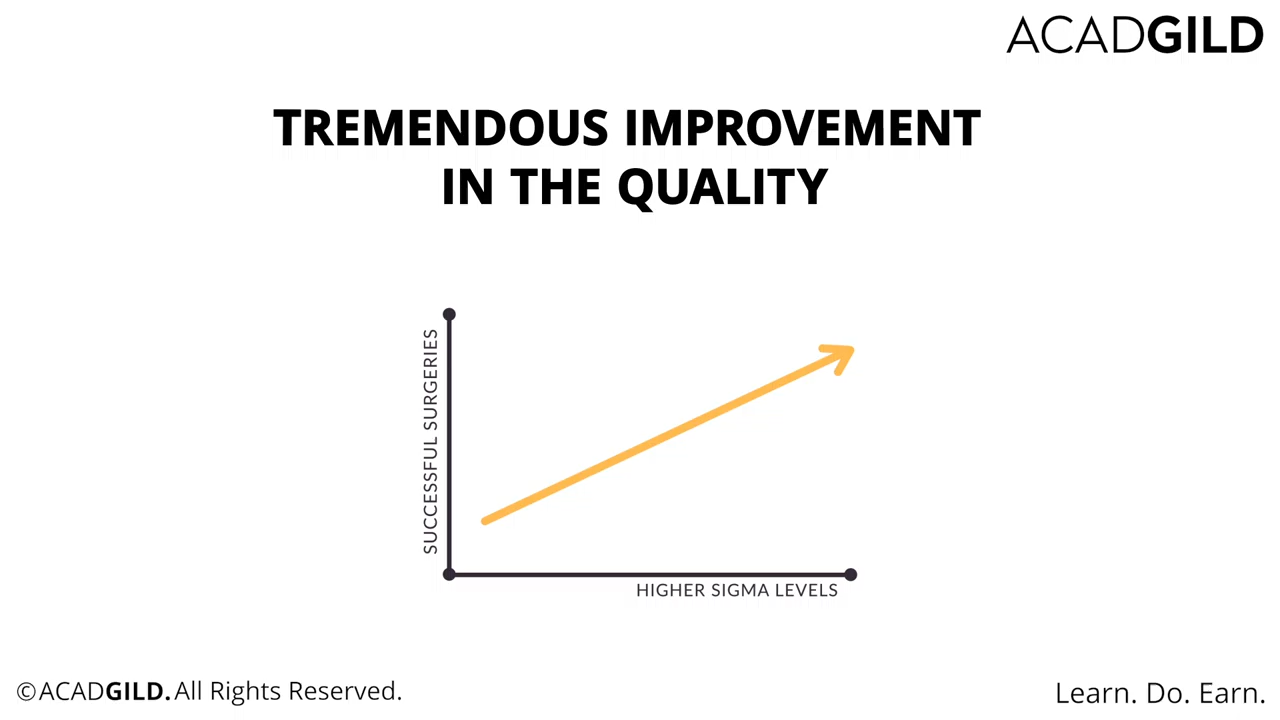 ACADGILD
TREMENDOUS IMPROVEMENT
IN THE QUALITY
SUCCESSFUL SURGERIES
HIGHER SIGMA LEVELS
©ACADGILD. All Rights Reserved.
Learn. Do. Earn.